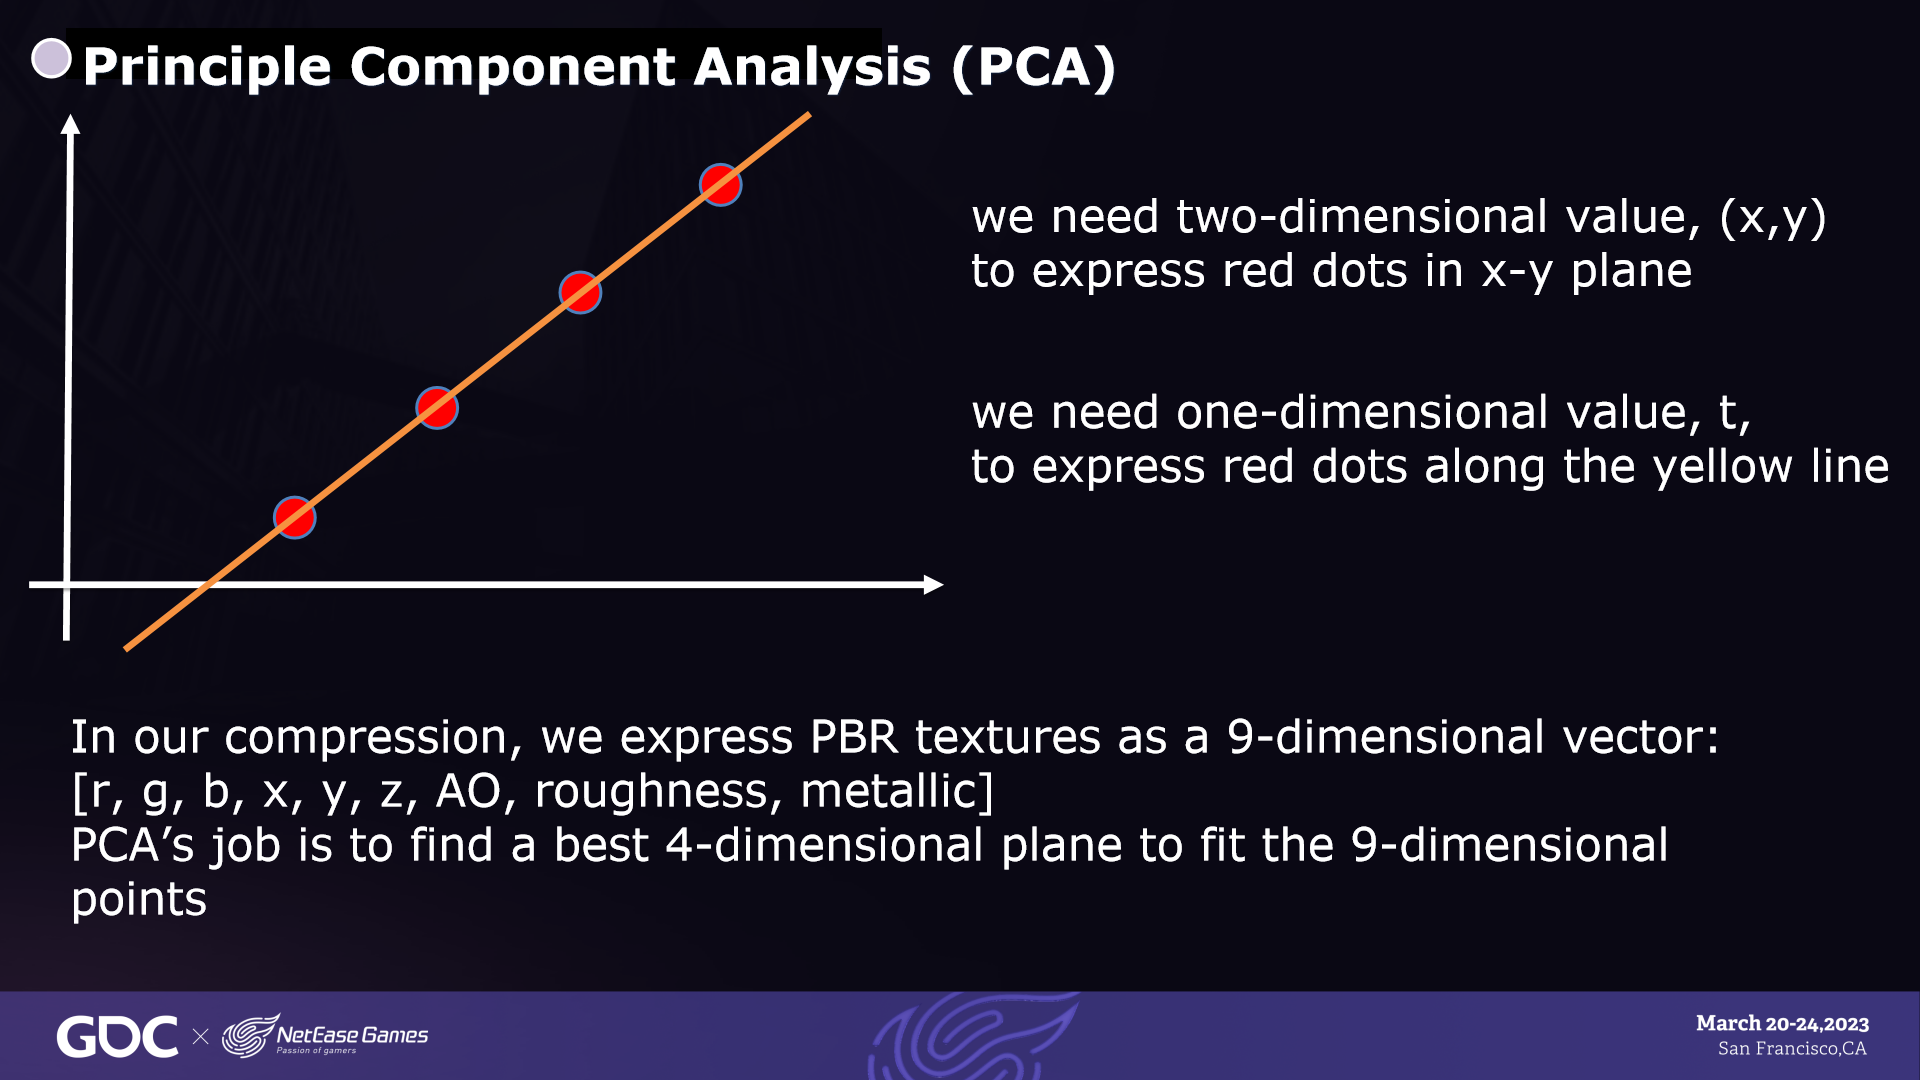 Principle Component Analysis (PCA)
we need two-dimensional value, (x,y)
to express red dots in x-y plane
we need one-dimensional value, t,
to express red dots along the yellow line
In our compression, we express PBR textures as a 9-dimensional vector:
[r, g, b, x, y, z, AO, roughness, metallic]
PCA’s job is to find a best 4-dimensional plane to fit the 9-dimensional
points
GDC × NetEase Games
Passion of gamers
March 20-24,2023
San Francisco,CA